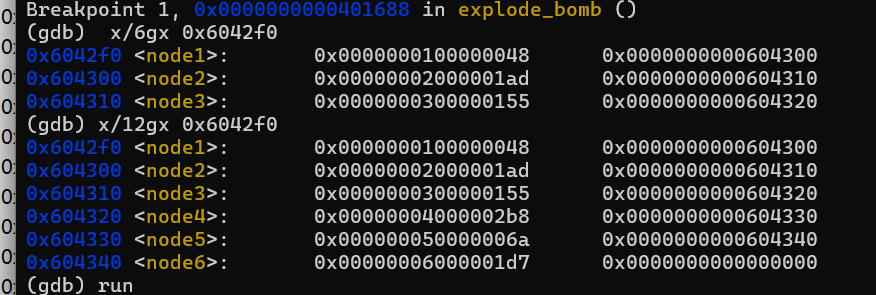 Breakpoint 1, 0x0000000000401688 in explode_bomb ()
(gdb)  x/6gx 0x6042f0
0x6042f0 <node1>:       0x0000000100000048      0x0000000000604300
0x604300 <node2>:       0x00000002000001ad      0x0000000000604310
0x604310 <node3>:       0x0000000300000155      0x0000000000604320
(gdb) x/12gx 0x6042f0
0x6042f0 <node1>:       0x0000000100000048      0x0000000000604300
0x604300 <node2>:       0x00000002000001ad      0x0000000000604310
0x604310 <node3>:       0x0000000300000155      0x0000000000604320
0x604320 <node4>:       0x00000004000002b8      0x0000000000604330
0x604330 <node5>:       0x000000050000006a      0x0000000000604340
0x604340 <node6>:       0x00000006000001d7      0x0000000000000000
(gdb) run